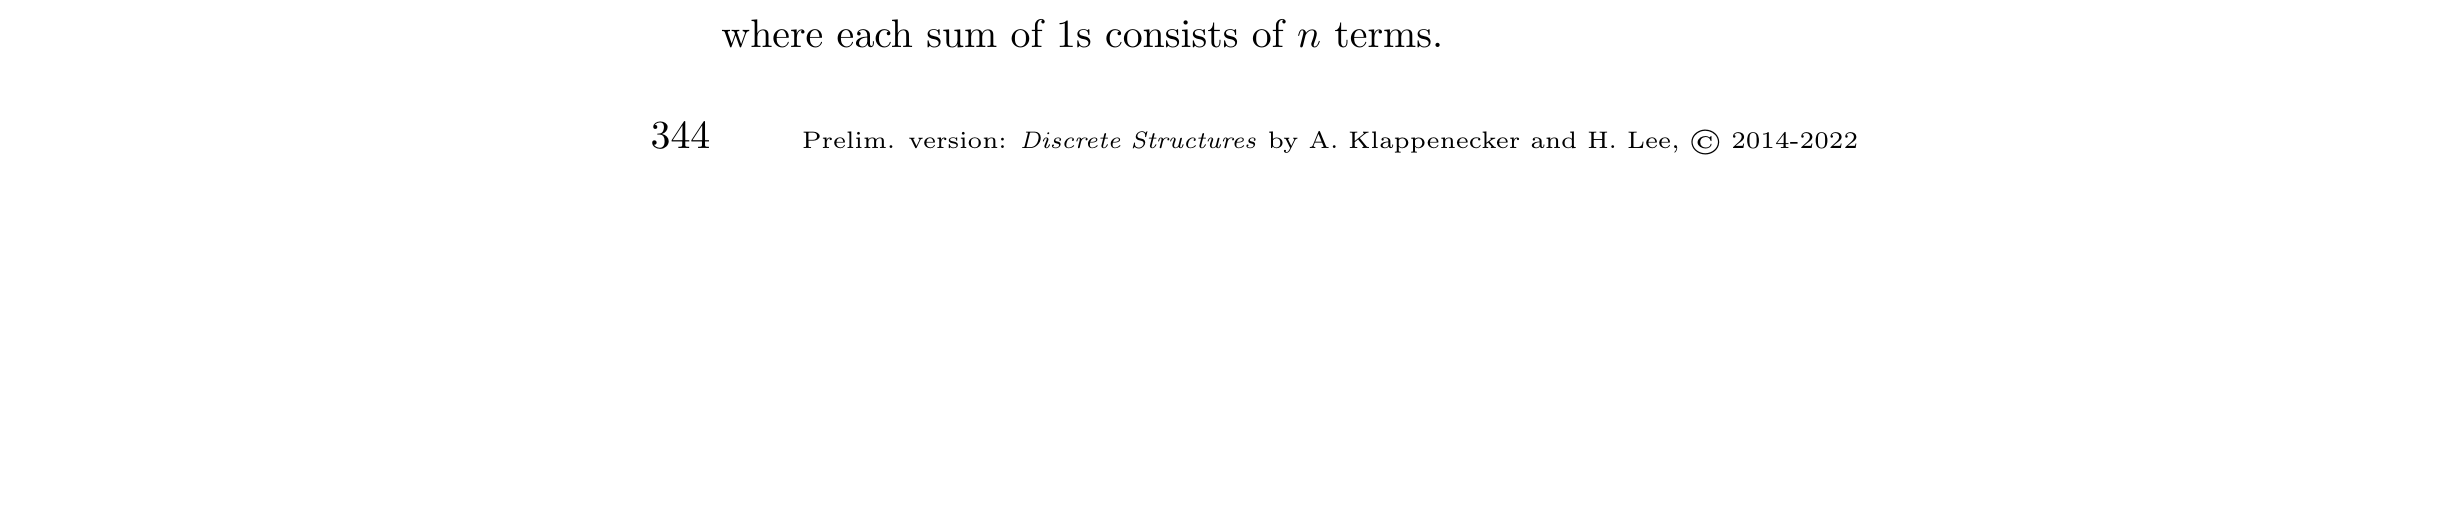 where each sum of 1s consists of n terms.
344 Prelim. version: Discrete Structures by A. Klappenecker and H. Lee, © 2014-2022